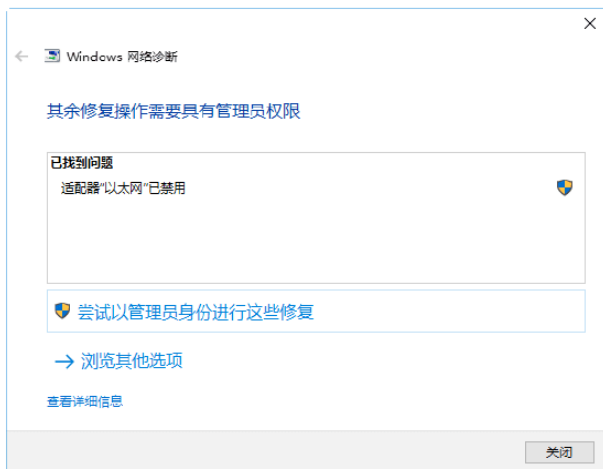 Windows 网络诊断
其余修复操作需要具有管理员权限
已找到问题
适配器"以太网"已禁用
尝试以管理员身份进行这些修复
浏览其他选项
查看详细信息
关闭